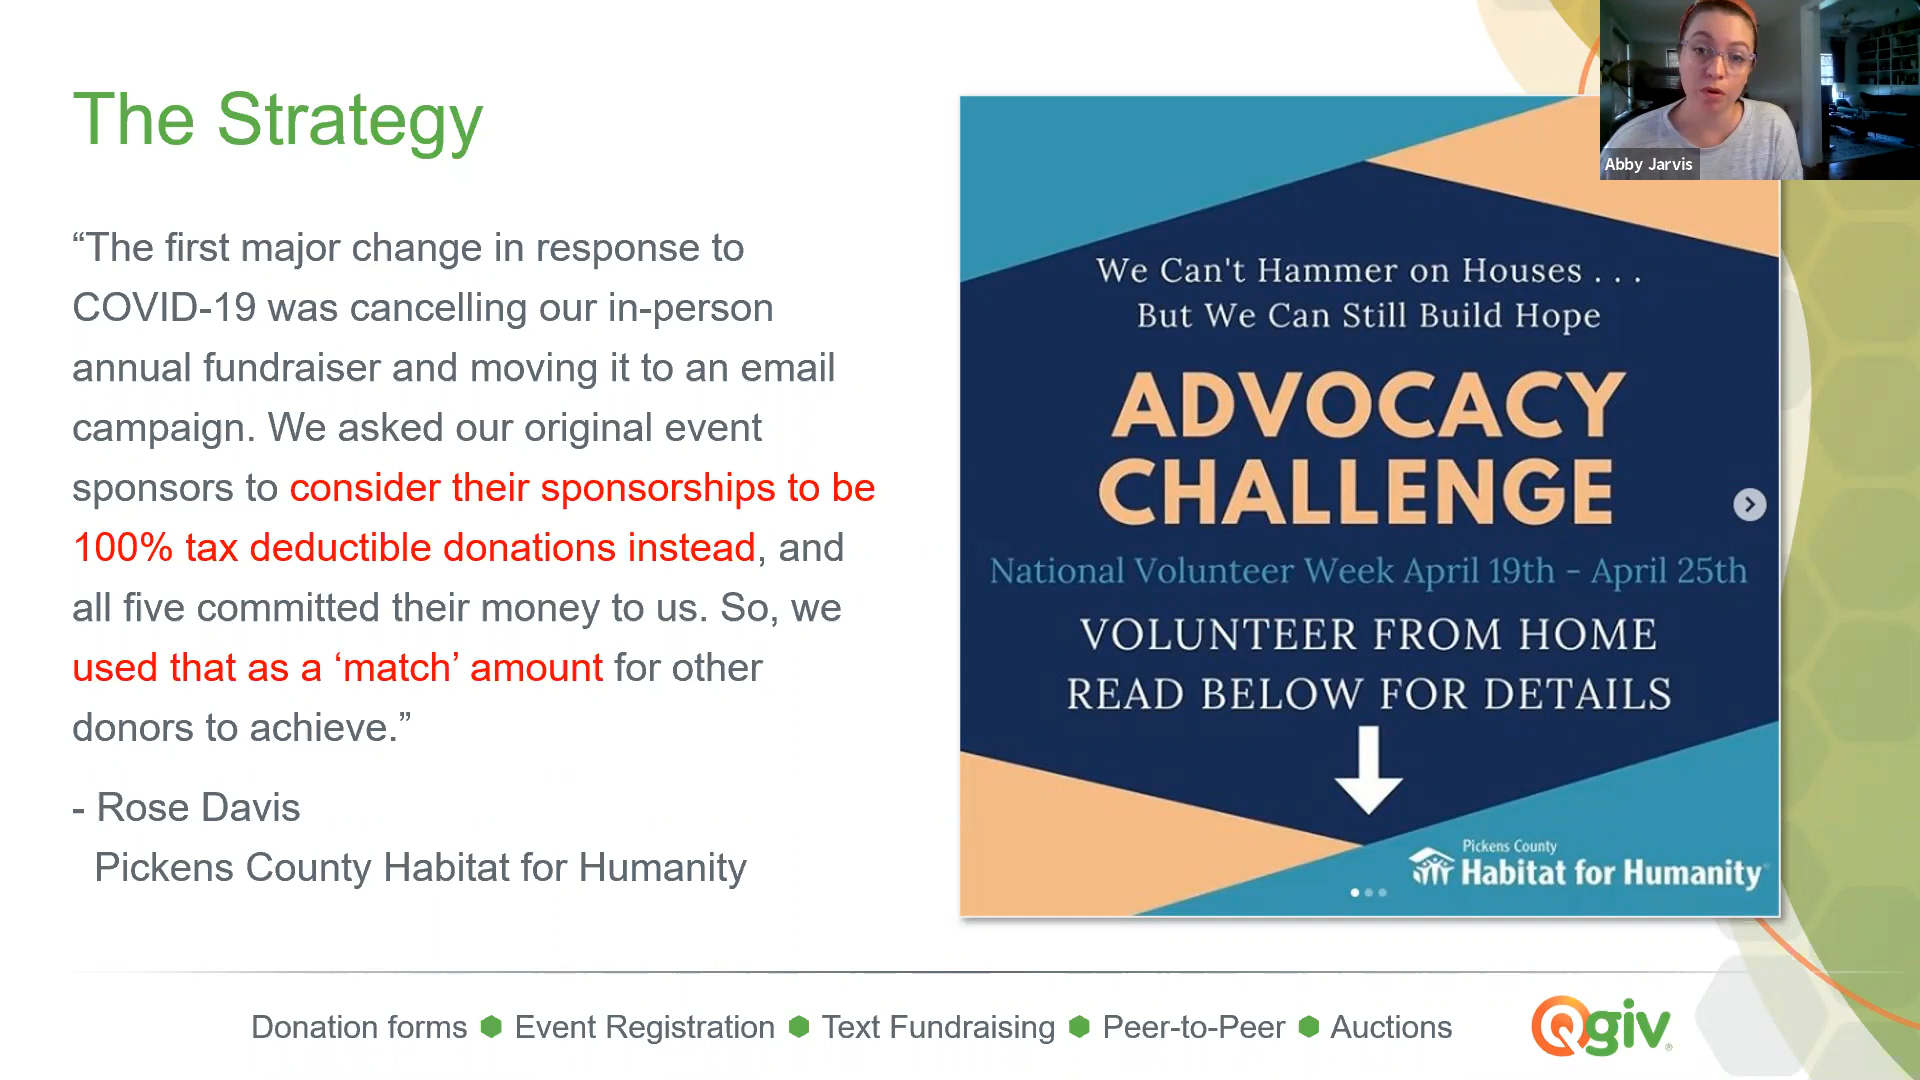 The Strategy
“The first major change in response to
COVID-19 was cancelling our in-person
annual fundraiser and moving it to an email
campaign. We asked our original event
sponsors to consider their sponsorships to be
100% tax deductible donations instead, and
all five committed their money to us. So, we
used that as a ‘match’ amount for other
donors to achieve.”
- Rose Davis
Pickens County Habitat for Humanity
We Can't Hammer on Houses . . .
But We Can Still Build Hope
ADVOCACY
CHALLENGE
National Volunteer Week April 19th - April 25th
VOLUNTEER FROM HOME
READ BELOW FOR DETAILS
Pickens County
Habitat for Humanity
Abby Jarvis
Donation forms Event Registration Text Fundraising Peer-to-Peer Auctions
Qgiv